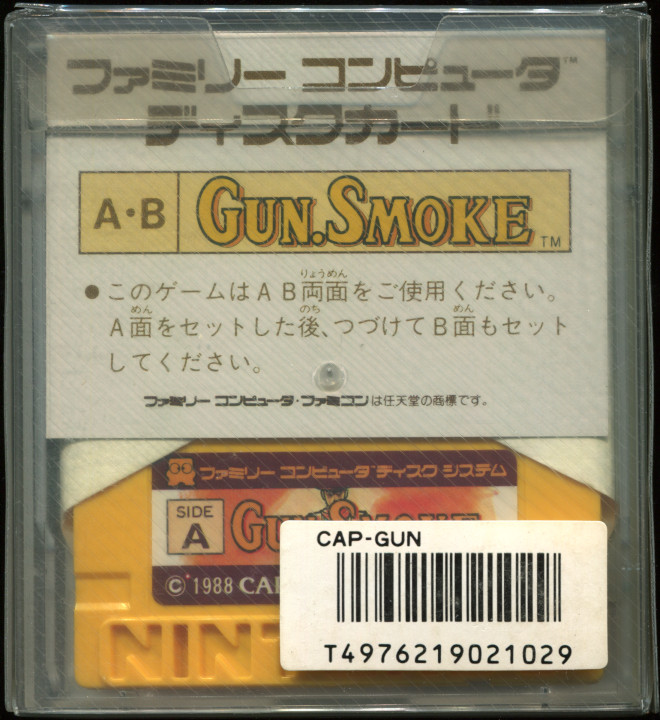 ファミリー コンピュータ™
ディスクカード
A・B GUN.SMOKE TM
●このゲームはAB両面をご使用ください。
りょうめん
A面をセットした後、つづけてB面もセット
めん のち めん
してください。
ファミリー コンピュータ・ファミコンは任天堂の商標です。
ファミリー コンピュータ ディスク システム
SIDE
A
GUN.SMOKE
© 1988 CAP
NINT
CAP-GUN
T4976219021029